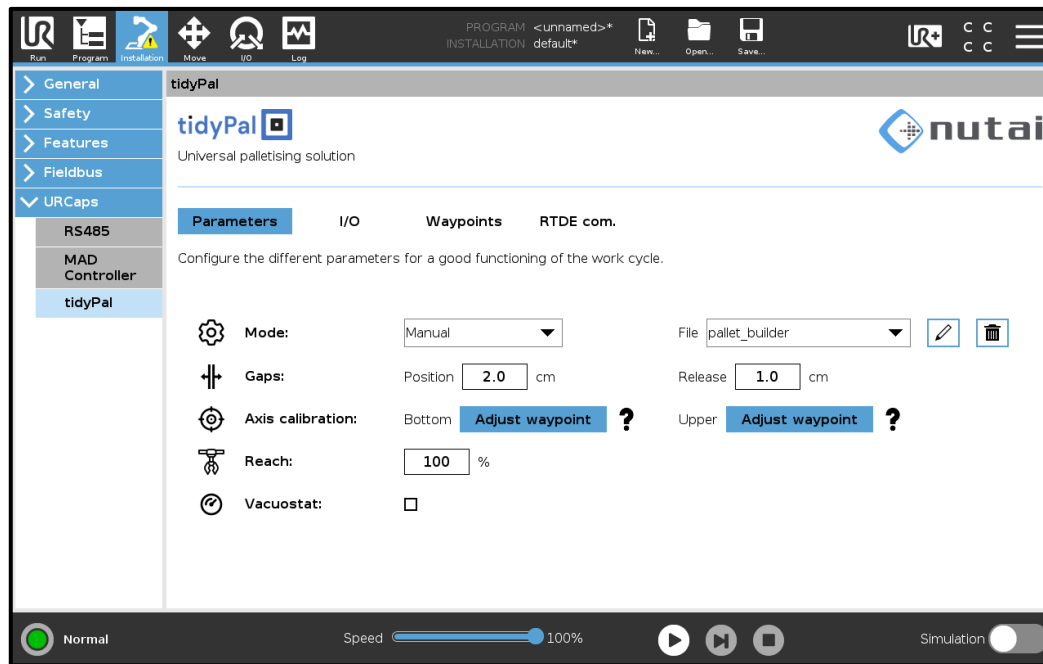 PROGRAM <unnamed>*
INSTALLATION default*
Run Program Installation Move I/O Log New... Open... Save...
UR+
C C
C C
General
Safety
Features
Fieldbus
URCaps
RS485
MAD
Controller
tidyPal
tidyPal
tidyPal
nutai
Universal palletising solution
Parameters I/O Waypoints RTDE com.
Configure the different parameters for a good functioning of the work cycle.
Mode: Manual File pallet_builder
Gaps: Position 2.0 cm Release 1.0 cm
Axis calibration: Bottom Adjust waypoint ? Upper Adjust waypoint ?
Reach: 100 %
Vacuostat:
Normal Speed 100% Simulation